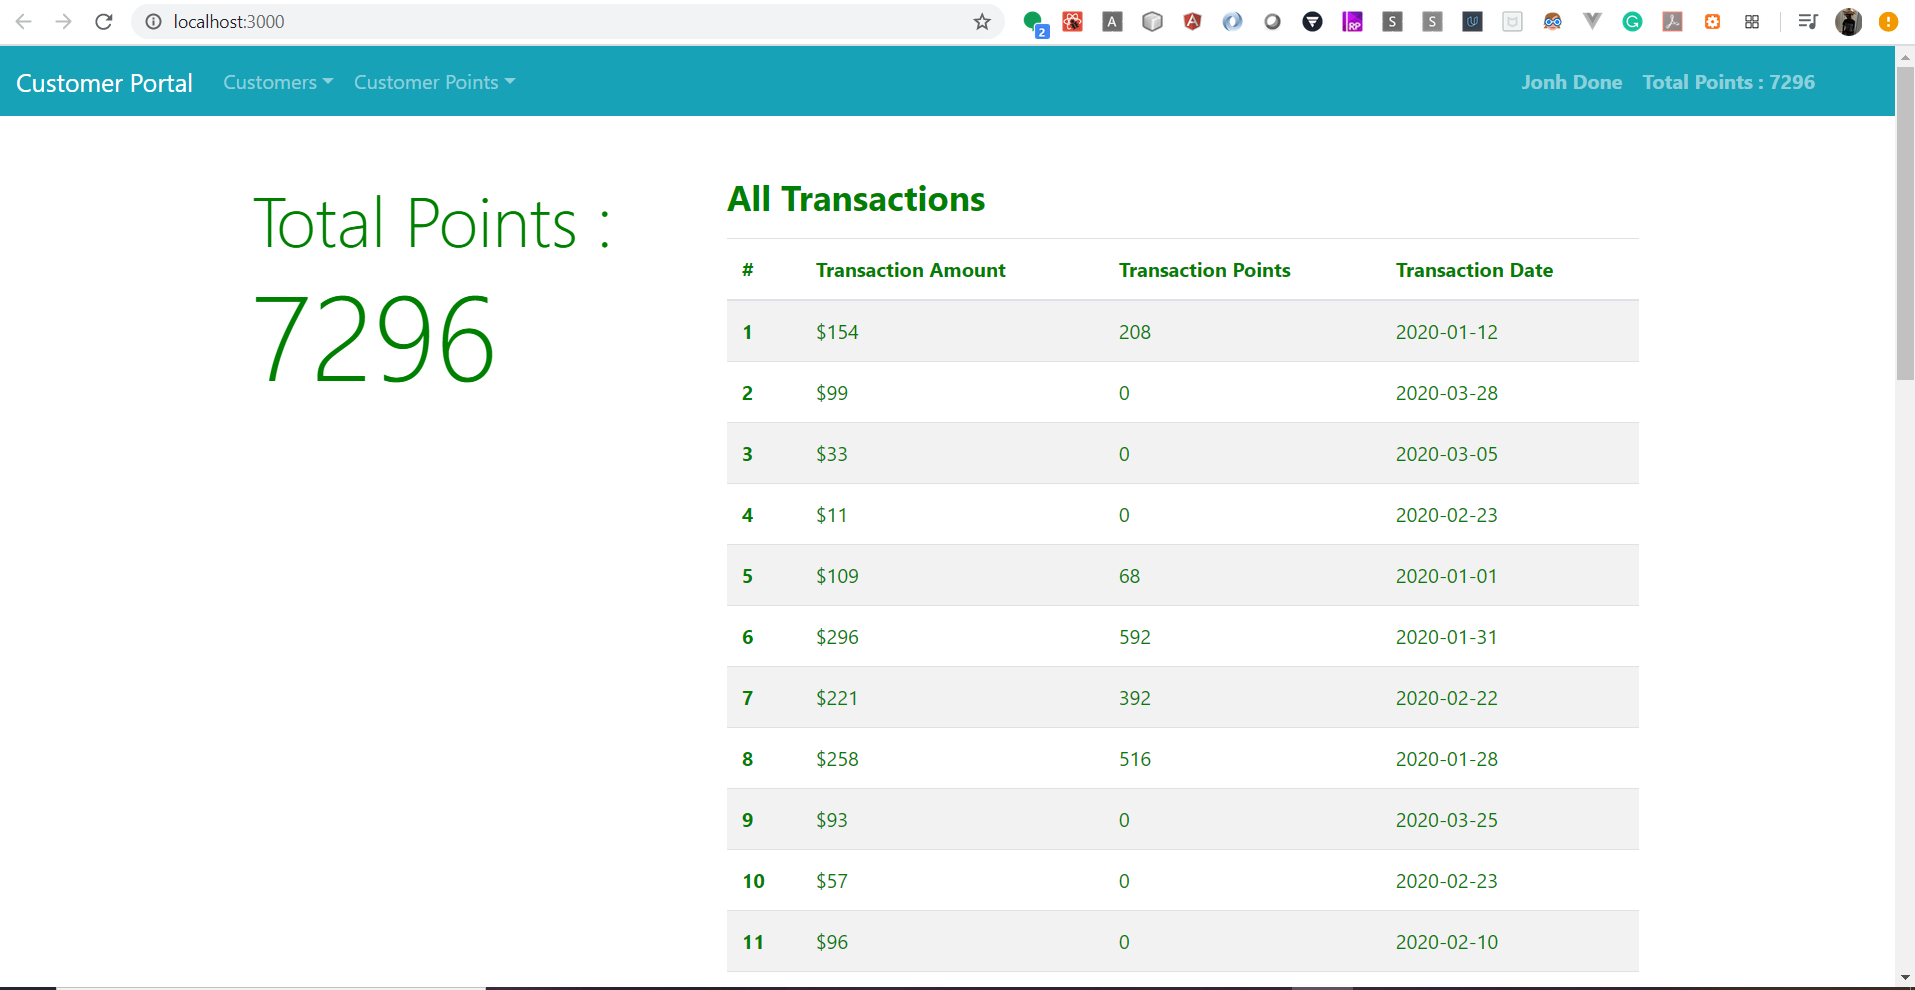 localhost:3000
2
A
RP
S
S
Customer Portal Customers Customer Points Jonh Done Total Points : 7296
Total Points :
7296
All Transactions
# Transaction Amount Transaction Points Transaction Date
1 $154 208 2020-01-12
2 $99 0 2020-03-28
3 $33 0 2020-03-05
4 $11 0 2020-02-23
5 $109 68 2020-01-01
6 $296 592 2020-01-31
7 $221 392 2020-02-22
8 $258 516 2020-01-28
9 $93 0 2020-03-25
10 $57 0 2020-02-23
11 $96 0 2020-02-10